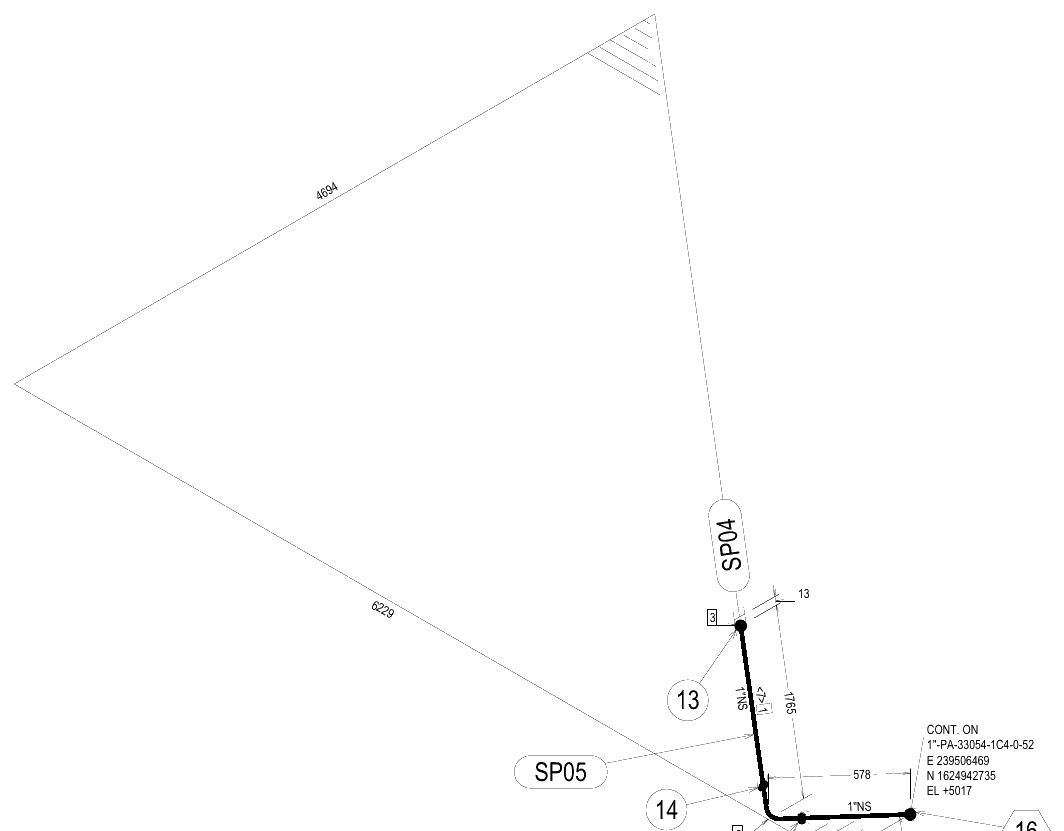 4694
6229
SP04
13
3
13
1"NS
<7>
1
1765
SP05
14
578
1"NS
CONT. ON
1"-PA-33054-1C4-0-52
E 239506469
N 1624942735
EL +5017
16